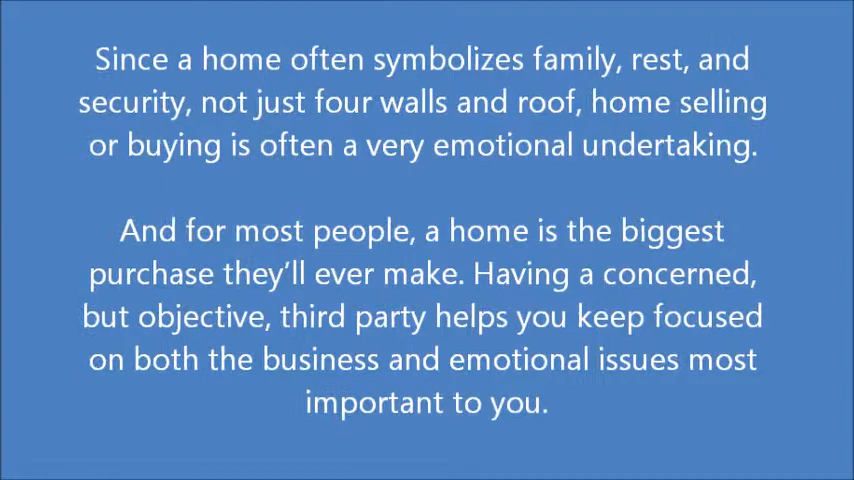 Since a home often symbolizes family, rest, and
security, not just four walls and roof, home selling
or buying is often a very emotional undertaking.
And for most people, a home is the biggest
purchase they’ll ever make. Having a concerned,
but objective, third party helps you keep focused
on both the business and emotional issues most
important to you.